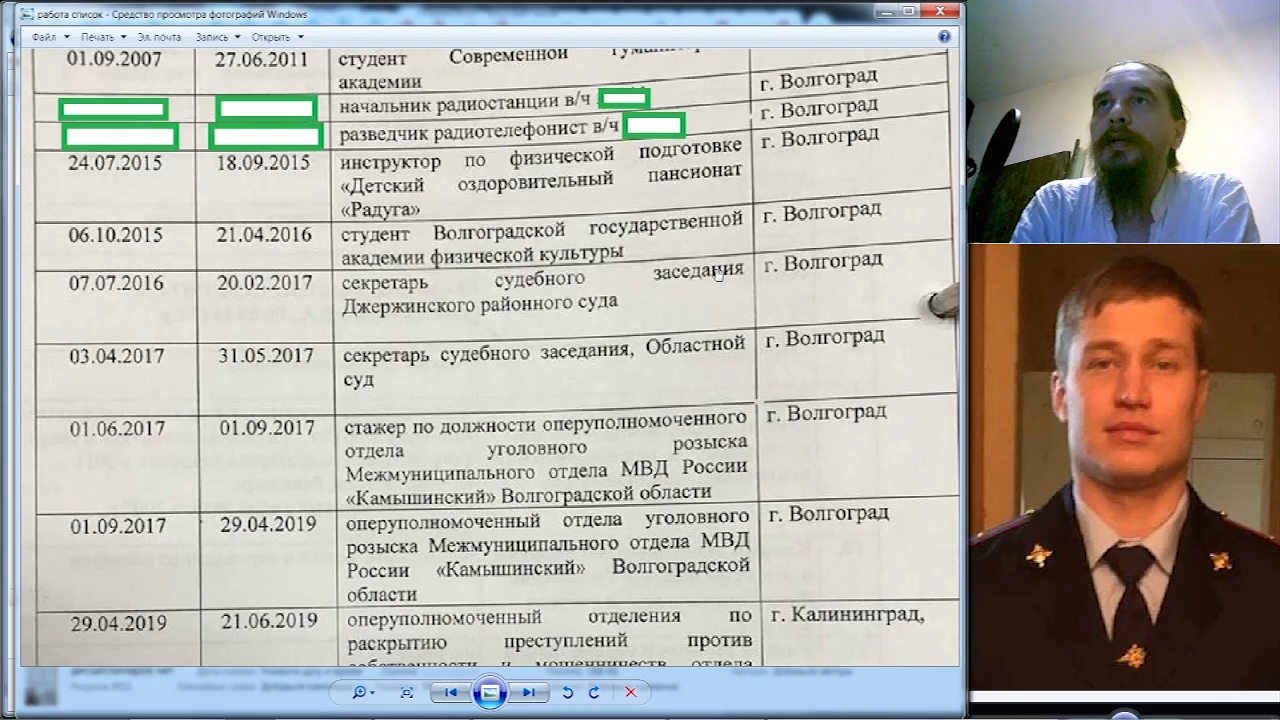 работа список - Средство просмотра фотографий Windows
Файл Печать Эл. почта Запись Открыть
01.09.2007 27.06.2011 студент Современной
академии г. Волгоград
начальник радиостанции в/ч г. Волгоград
разведчик радиотелефонист в/ч г. Волгоград
24.07.2015 18.09.2015 инструктор по физической подготовке
«Детский оздоровительный пансионат
«Радуга»
06.10.2015 21.04.2016 студент Волгоградской государственной г. Волгоград
академии физической культуры
07.07.2016 20.02.2017 секретарь судебного заседания г. Волгоград
Джержинского районного суда
03.04.2017 31.05.2017 секретарь судебного заседания, Областной г. Волгоград
суд
01.06.2017 01.09.2017 стажер по должности оперуполномоченного г. Волгоград
отдела уголовного розыска
Межмуниципального отдела МВД России
«Камышинский» Волгоградской области
01.09.2017 29.04.2019 оперуполномоченный отдела уголовного г. Волгоград
розыска Межмуниципального отдела МВД
России «Камышинский» Волгоградской
области
29.04.2019 21.06.2019 оперуполномоченный отделения по г. Калининград,
раскрытию преступлений против
собственности и мошенничеств отдела